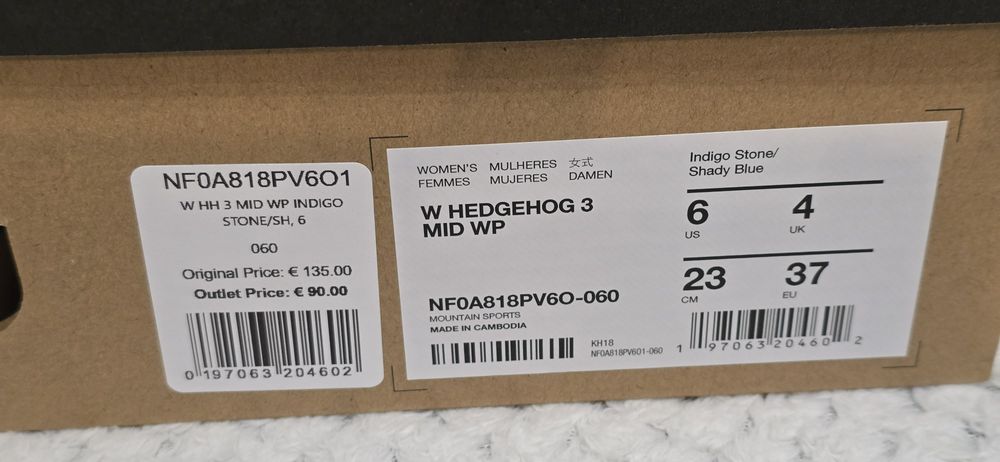 NF0A818PV6O1
W HH 3 MID WP INDIGO
STONE/SH, 6
060
Original Price: € 135.00
Outlet Price: € 90.00
0 197063 204602
WOMEN'S MULHERES 女式
FEMMES MUJERES DAMEN
W HEDGEHOG 3
MID WP
NF0A818PV6O-060
MOUNTAIN SPORTS
MADE IN CAMBODIA
KH18
NF0A818PV6O1-060
Indigo Stone/
Shady Blue
6 4
US UK
23 37
CM EU
1 97063 20460 2